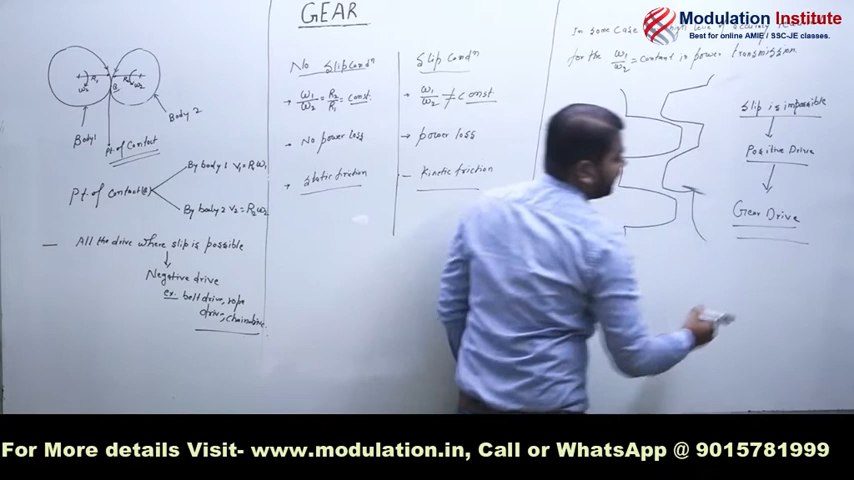 GEAR
Modulation Institute
Best for online AMIE / SSC-JE classes.
In some case
for the ω1/ω2 = constant in power transmission
No Slip Condn
→ ω1/ω2 = R2/R1 = const.
→ No power loss
→ Static friction
Slip Condn
→ ω1/ω2 ≠ const
→ power loss
— Kinetic friction
R1
ω1
R2
ω2
Body 1
Body 2
Pt. of Contact
Pt. of Contact(Q)
By body 1 V1 = R1ω1
By body 2 V2 = R2ω2
— All the drive where slip is possible
Negative drive
ex. belt drive, rope
drive, chain drive.
Slip is impossible
Positive Drive
Gear Drive
For More details Visit- www.modulation.in, Call or WhatsApp @ 9015781999